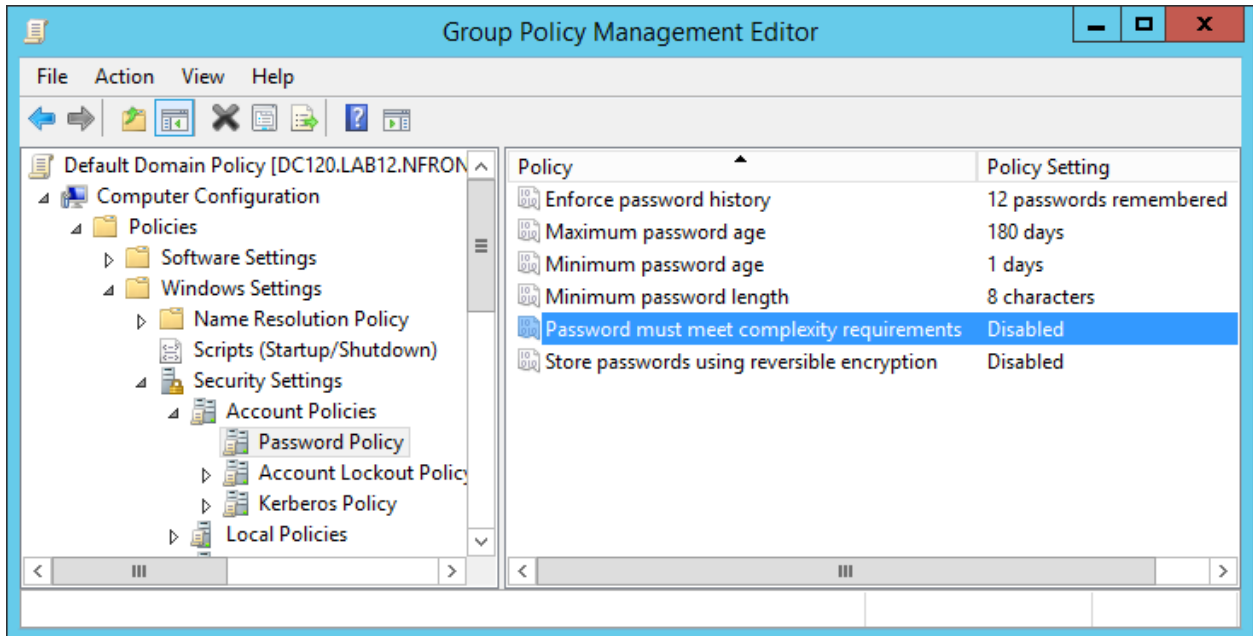 Group Policy Management Editor
File Action View Help
Default Domain Policy [DC120.LAB12.NFRON
Computer Configuration
Policies
Software Settings
Windows Settings
Name Resolution Policy
Scripts (Startup/Shutdown)
Security Settings
Account Policies
Password Policy
Account Lockout Policy
Kerberos Policy
Local Policies
Policy Policy Setting
Enforce password history 12 passwords remembered
Maximum password age 180 days
Minimum password age 1 days
Minimum password length 8 characters
Password must meet complexity requirements Disabled
Store passwords using reversible encryption Disabled